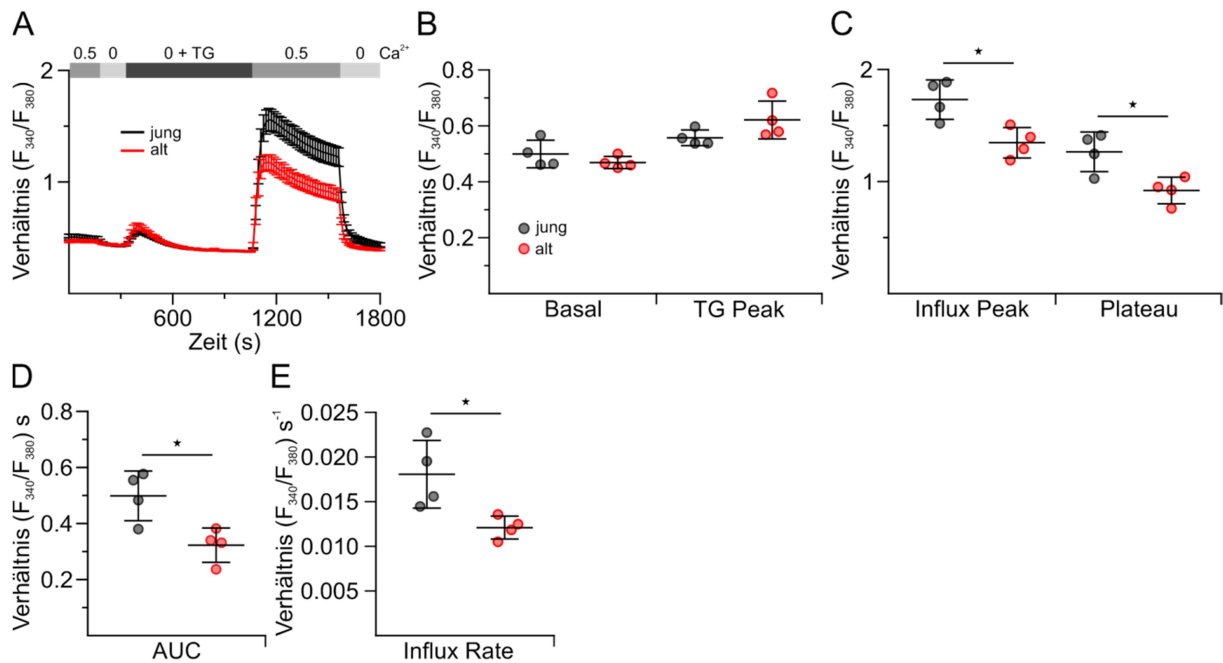 A
0.5 0 0 + TG 0.5 0 Ca²⁺
Verhältnis (F₃₄₀/F₃₈₀)
2
1
jung
alt
600 1200 1800
Zeit (s)
B
Verhältnis (F₃₄₀/F₃₈₀)
0.8
0.6
0.4
0.2
jung
alt
Basal TG Peak
C
Verhältnis (F₃₄₀/F₃₈₀)
2
1
Influx Peak Plateau
D
Verhältnis (F₃₄₀/F₃₈₀) s
0.8
0.6
0.4
0.2
AUC
E
Verhältnis (F₃₄₀/F₃₈₀) s⁻¹
0.025
0.020
0.015
0.010
0.005
Influx Rate